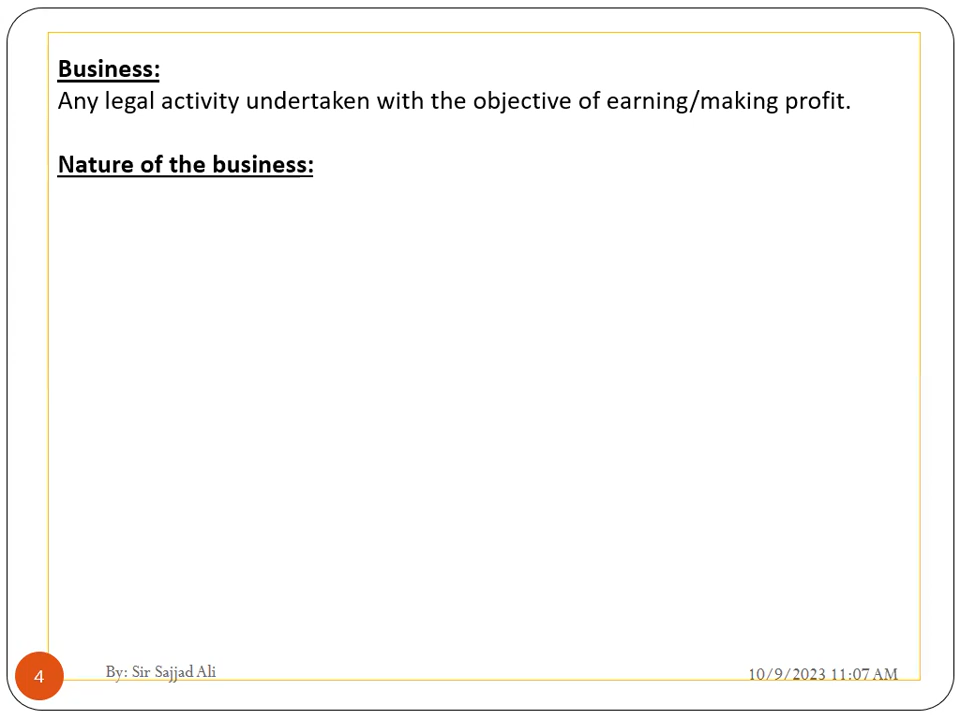 Business:
Any legal activity undertaken with the objective of earning/making profit.
Nature of the business:
4
By: Sir Sajjad Ali
10/9/2023 11:07 AM